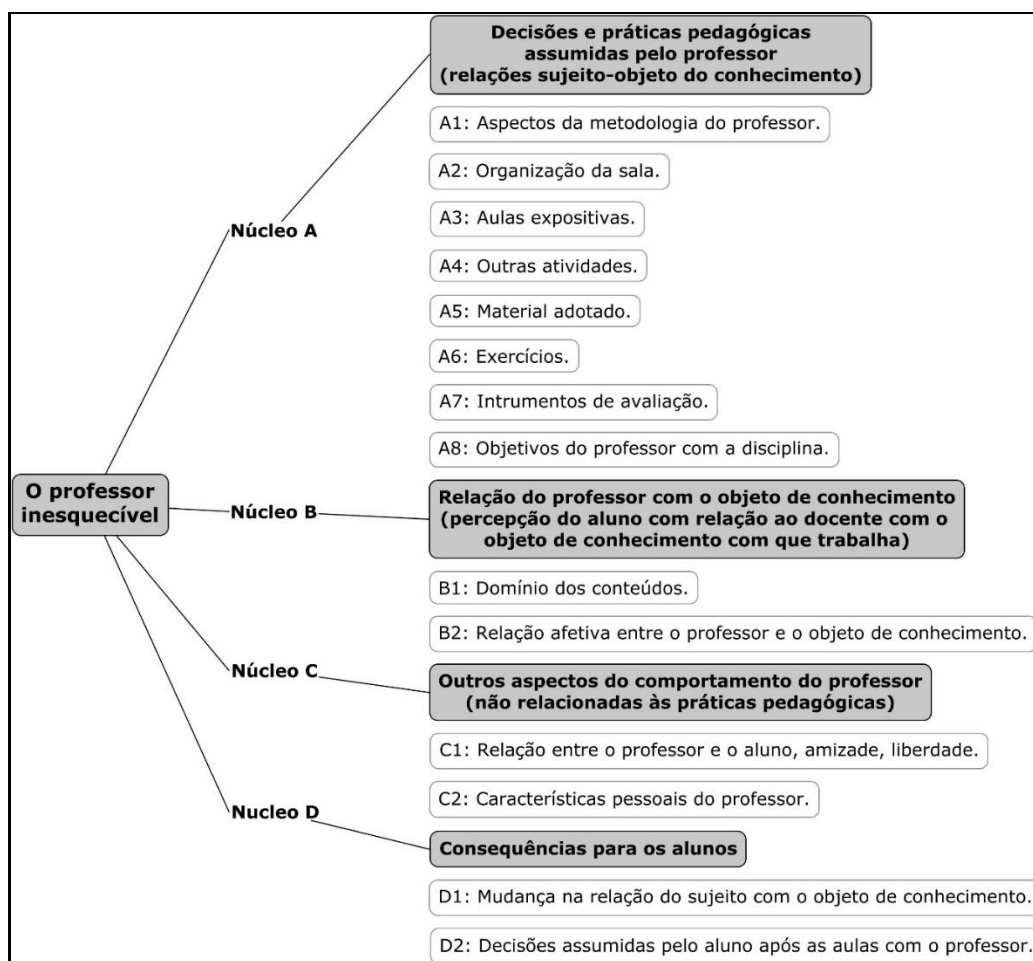 Decisões e práticas pedagógicas
assumidas pelo professor
(relações sujeito-objeto do conhecimento)
A1: Aspectos da metodologia do professor.
A2: Organização da sala.
Núcleo A
A3: Aulas expositivas.
A4: Outras atividades.
A5: Material adotado.
A6: Exercícios.
A7: Intrumentos de avaliação.
A8: Objetivos do professor com a disciplina.
O professor
inesquecível
Núcleo B
Relação do professor com o objeto de conhecimento
(percepção do aluno com relação ao docente com o
objeto de conhecimento com que trabalha)
B1: Domínio dos conteúdos.
B2: Relação afetiva entre o professor e o objeto de conhecimento.
Núcleo C
Outros aspectos do comportamento do professor
(não relacionadas às práticas pedagógicas)
C1: Relação entre o professor e o aluno, amizade, liberdade.
C2: Características pessoais do professor.
Nucleo D
Consequências para os alunos
D1: Mudança na relação do sujeito com o objeto de conhecimento.
D2: Decisões assumidas pelo aluno após as aulas com o professor.